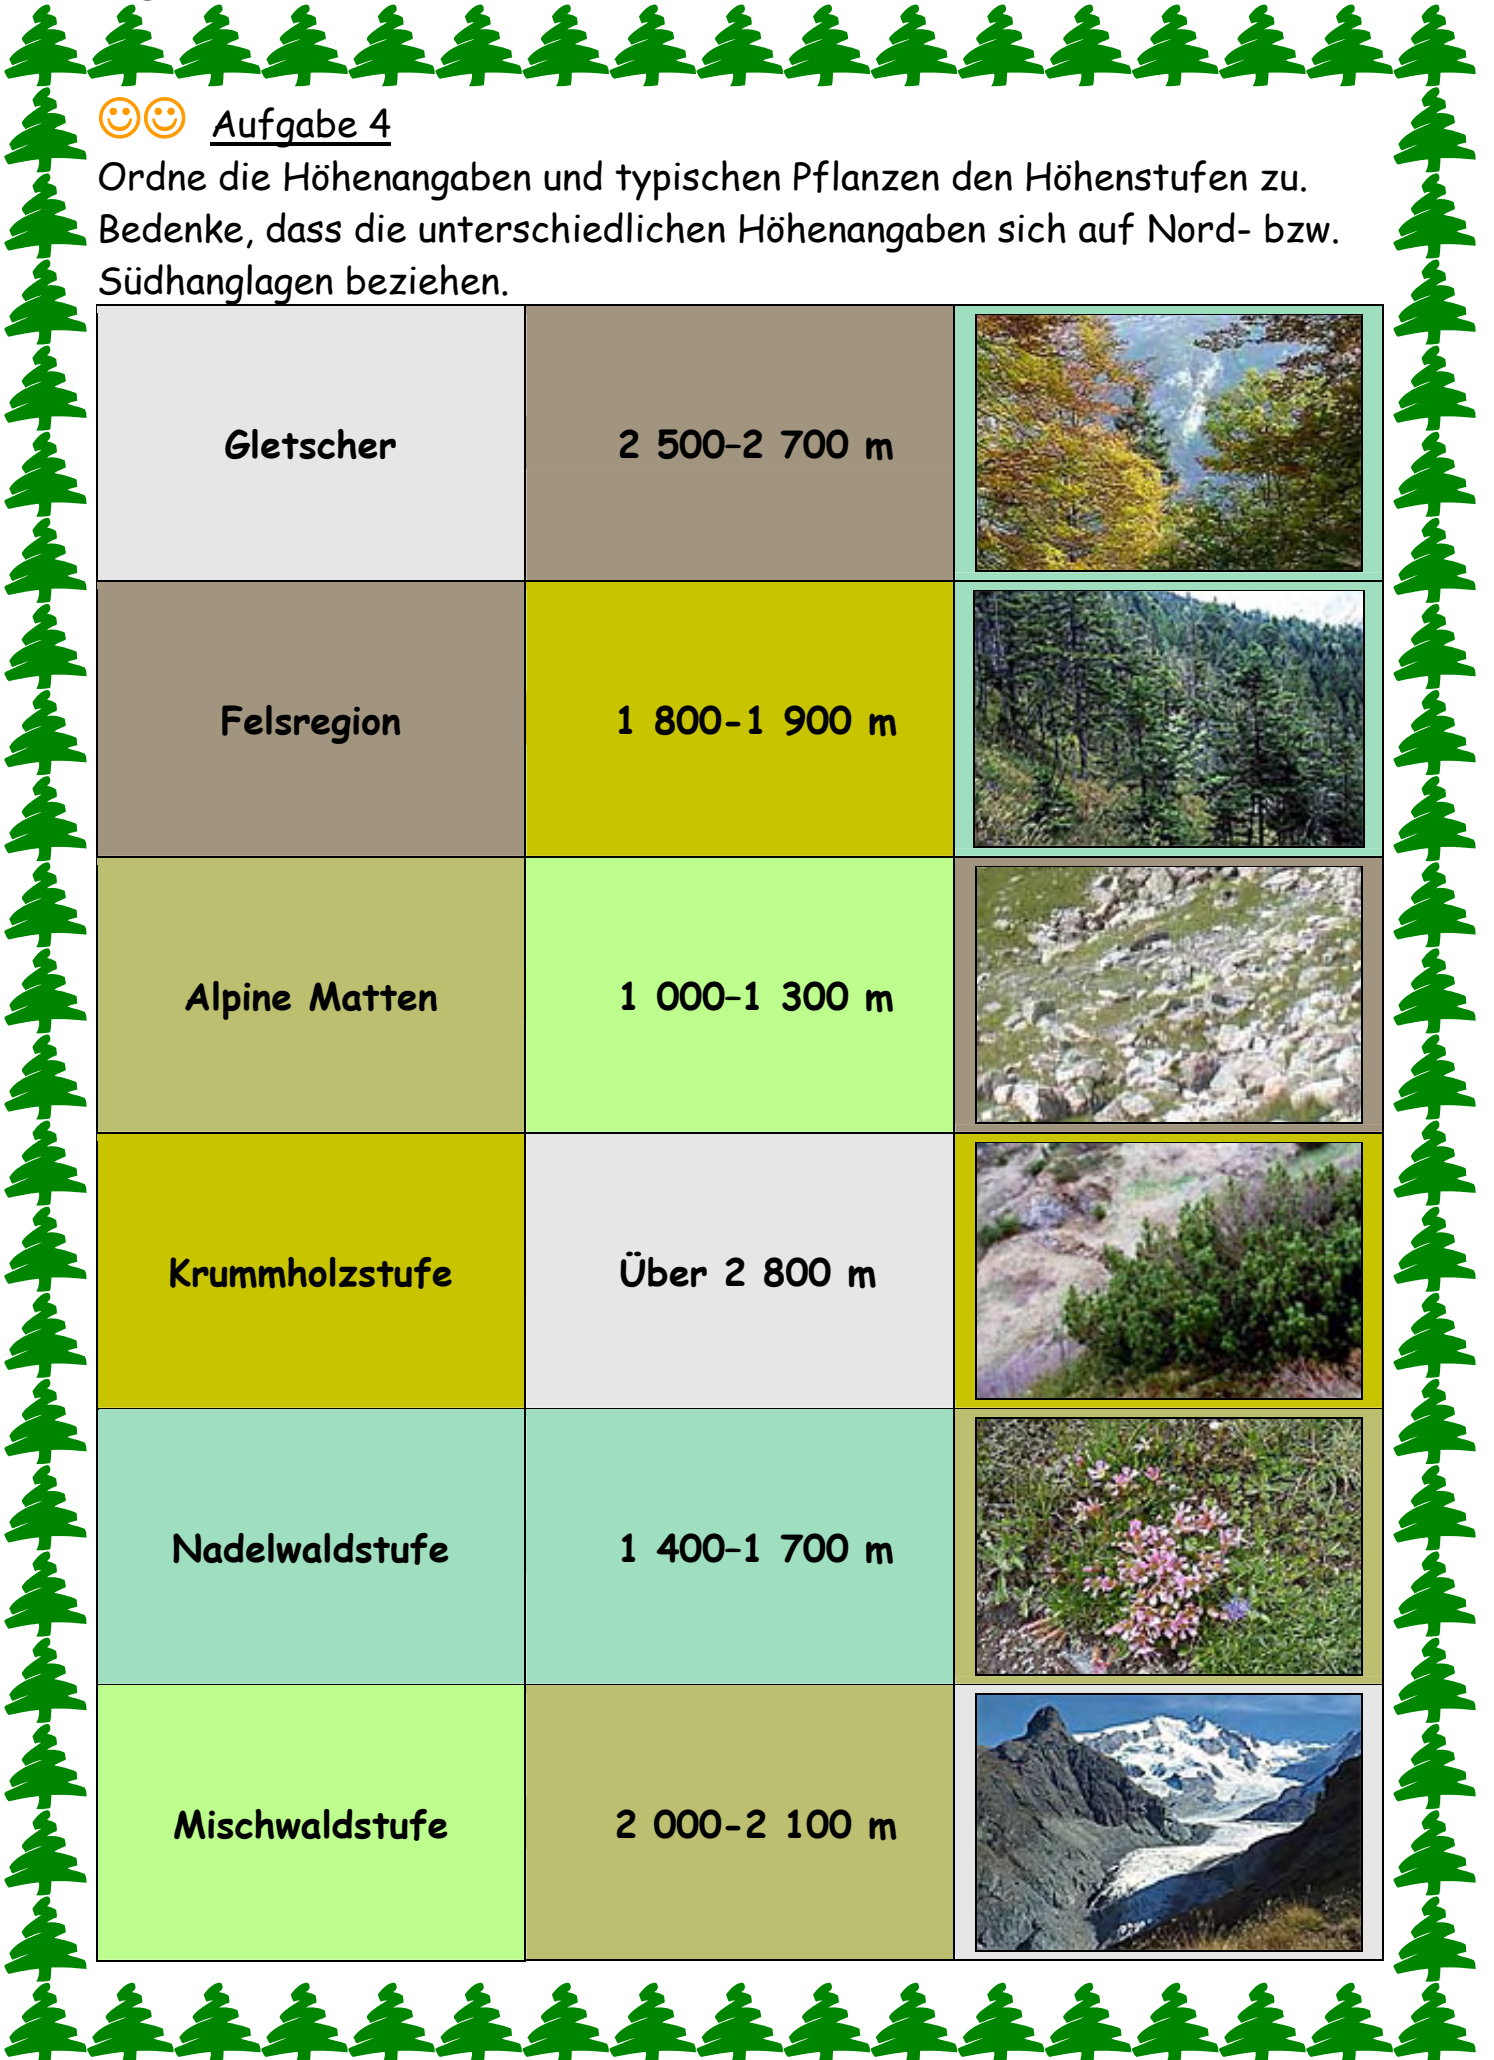 Aufgabe 4
Ordne die Höhenangaben und typischen Pflanzen den Höhenstufen zu.
Bedenke, dass die unterschiedlichen Höhenangaben sich auf Nord- bzw.
Südhanglagen beziehen.
Gletscher
2 500–2 700 m
Felsregion
1 800-1 900 m
Alpine Matten
1 000–1 300 m
Krummholzstufe
Über 2 800 m
Nadelwaldstufe
1 400–1 700 m
Mischwaldstufe
2 000-2 100 m